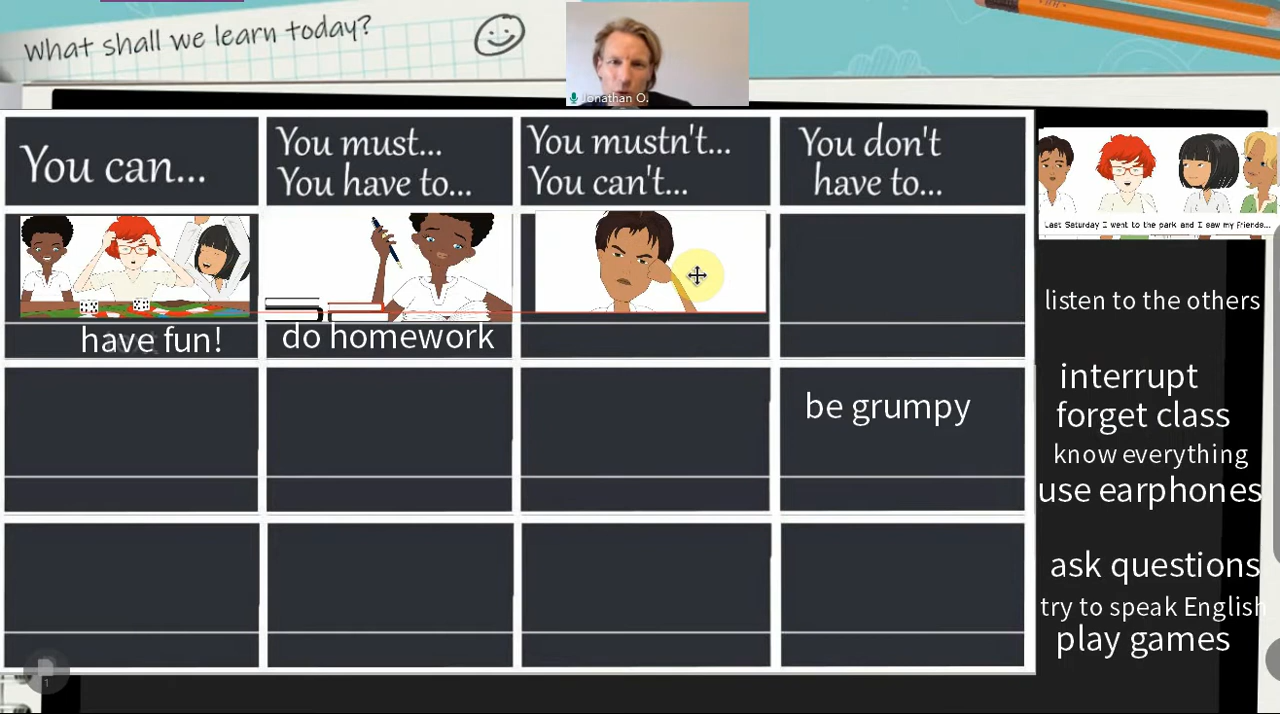 What shall we learn today?
Jonathan O.
You can...
You must...
You have to...
You mustn't...
You can't...
You don't
have to...
Last Saturday I went to the park and I saw my friends...
have fun!
do homework
be grumpy
listen to the others
interrupt
forget class
know everything
use earphones
ask questions
try to speak English
play games
1